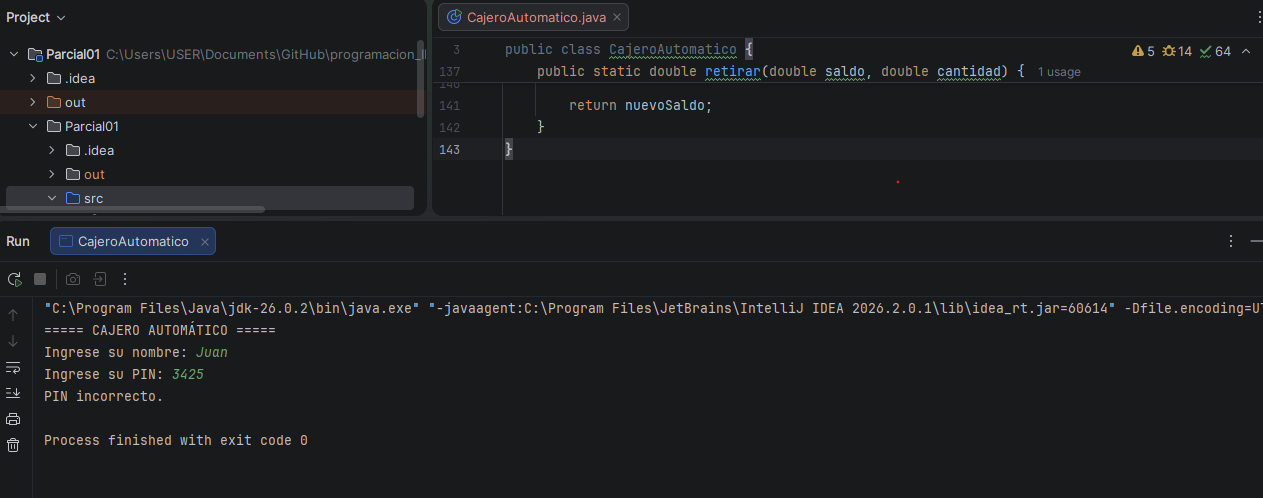 Project
CajeroAutomatico.java
Parcial01 C:\Users\USER\Documents\GitHub\programacion_II
.idea
out
Parcial01
.idea
out
src
3 public class CajeroAutomatico {
5 14 64
137 public static double retirar(double saldo, double cantidad) { 1 usage
140
141 return nuevoSaldo;
142 }
143 }
Run CajeroAutomatico
"C:\Program Files\Java\jdk-26.0.2\bin\java.exe" "-javaagent:C:\Program Files\JetBrains\IntelliJ IDEA 2026.2.0.1\lib\idea_rt.jar=60614" -Dfile.encoding=UT
===== CAJERO AUTOMÁTICO =====
Ingrese su nombre: Juan
Ingrese su PIN: 3425
PIN incorrecto.
Process finished with exit code 0